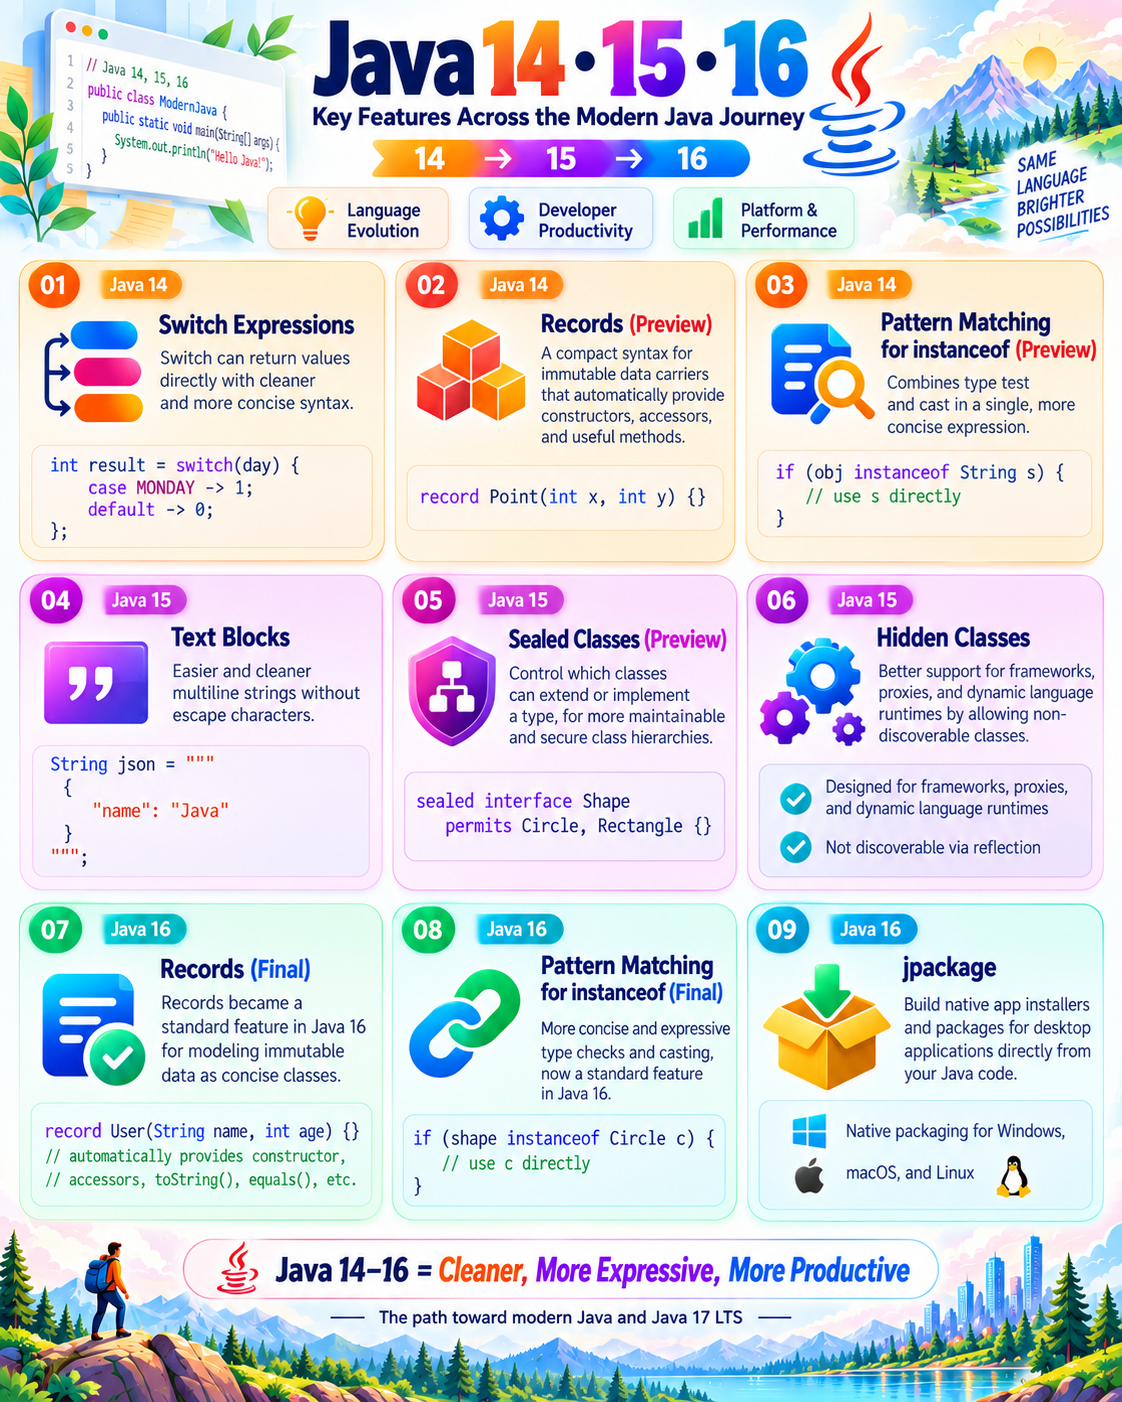 1 // Java 14, 15, 16
2 public class ModernJava {
3 public static void main(String[] args) {
4 System.out.println("Hello Java!");
5 }
5 }
Java 14 • 15 • 16
Key Features Across the Modern Java Journey
14 → 15 → 16
SAME
LANGUAGE
BRIGHTER
POSSIBILITIES
Language
Evolution
Developer
Productivity
Platform &
Performance
01 Java 14
Switch Expressions
Switch can return values
directly with cleaner
and more concise syntax.
int result = switch(day) {
case MONDAY -> 1;
default -> 0;
};
02 Java 14
Records (Preview)
A compact syntax for
immutable data carriers
that automatically provide
constructors, accessors,
and useful methods.
record Point(int x, int y) {}
03 Java 14
Pattern Matching
for instanceof (Preview)
Combines type test
and cast in a single, more
concise expression.
if (obj instanceof String s) {
// use s directly
}
04 Java 15
Text Blocks
Easier and cleaner
multiline strings without
escape characters.
String json = """
{
"name": "Java"
}
""";
05 Java 15
Sealed Classes (Preview)
Control which classes
can extend or implement
a type, for more maintainable
and secure class hierarchies.
sealed interface Shape
permits Circle, Rectangle {}
06 Java 15
Hidden Classes
Better support for frameworks,
proxies, and dynamic language
runtimes by allowing non-
discoverable classes.
Designed for frameworks, proxies,
and dynamic language runtimes
Not discoverable via reflection
07 Java 16
Records (Final)
Records became a
standard feature in Java 16
for modeling immutable
data as concise classes.
record User(String name, int age) {}
// automatically provides constructor,
// accessors, toString(), equals(), etc.
08 Java 16
Pattern Matching
for instanceof (Final)
More concise and expressive
type checks and casting,
now a standard feature
in Java 16.
if (shape instanceof Circle c) {
// use c directly
}
09 Java 16
jpackage
Build native app installers
and packages for desktop
applications directly from
your Java code.
Native packaging for Windows,
macOS, and Linux
Java 14–16 = Cleaner, More Expressive, More Productive
The path toward modern Java and Java 17 LTS